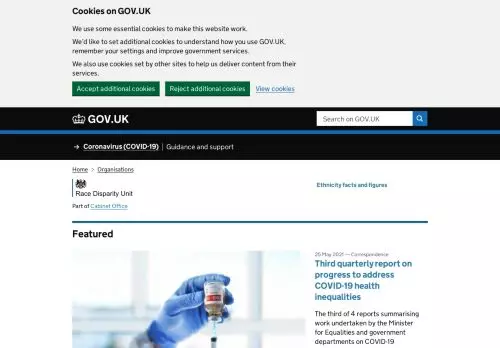 Cookies on GOV.UK
We use some essential cookies to make this website work.
We'd like to set additional cookies to understand how you use GOV.UK,
remember your settings and improve government services.
We also use cookies set by other sites to help us deliver content from their
services.
Accept additional cookies
Reject additional cookies
View cookies
GOV.UK
Search on GOV.UK
→ Coronavirus (COVID-19)
Guidance and support
Home > Organisations
Race Disparity Unit
Part of Cabinet Office
Ethnicity facts and figures
Featured
25 May 2021 — Correspondence
Third quarterly report on
progress to address
COVID-19 health
inequalities
The third of 4 reports summarising
work undertaken by the Minister
for Equalities and government
departments on COVID-19